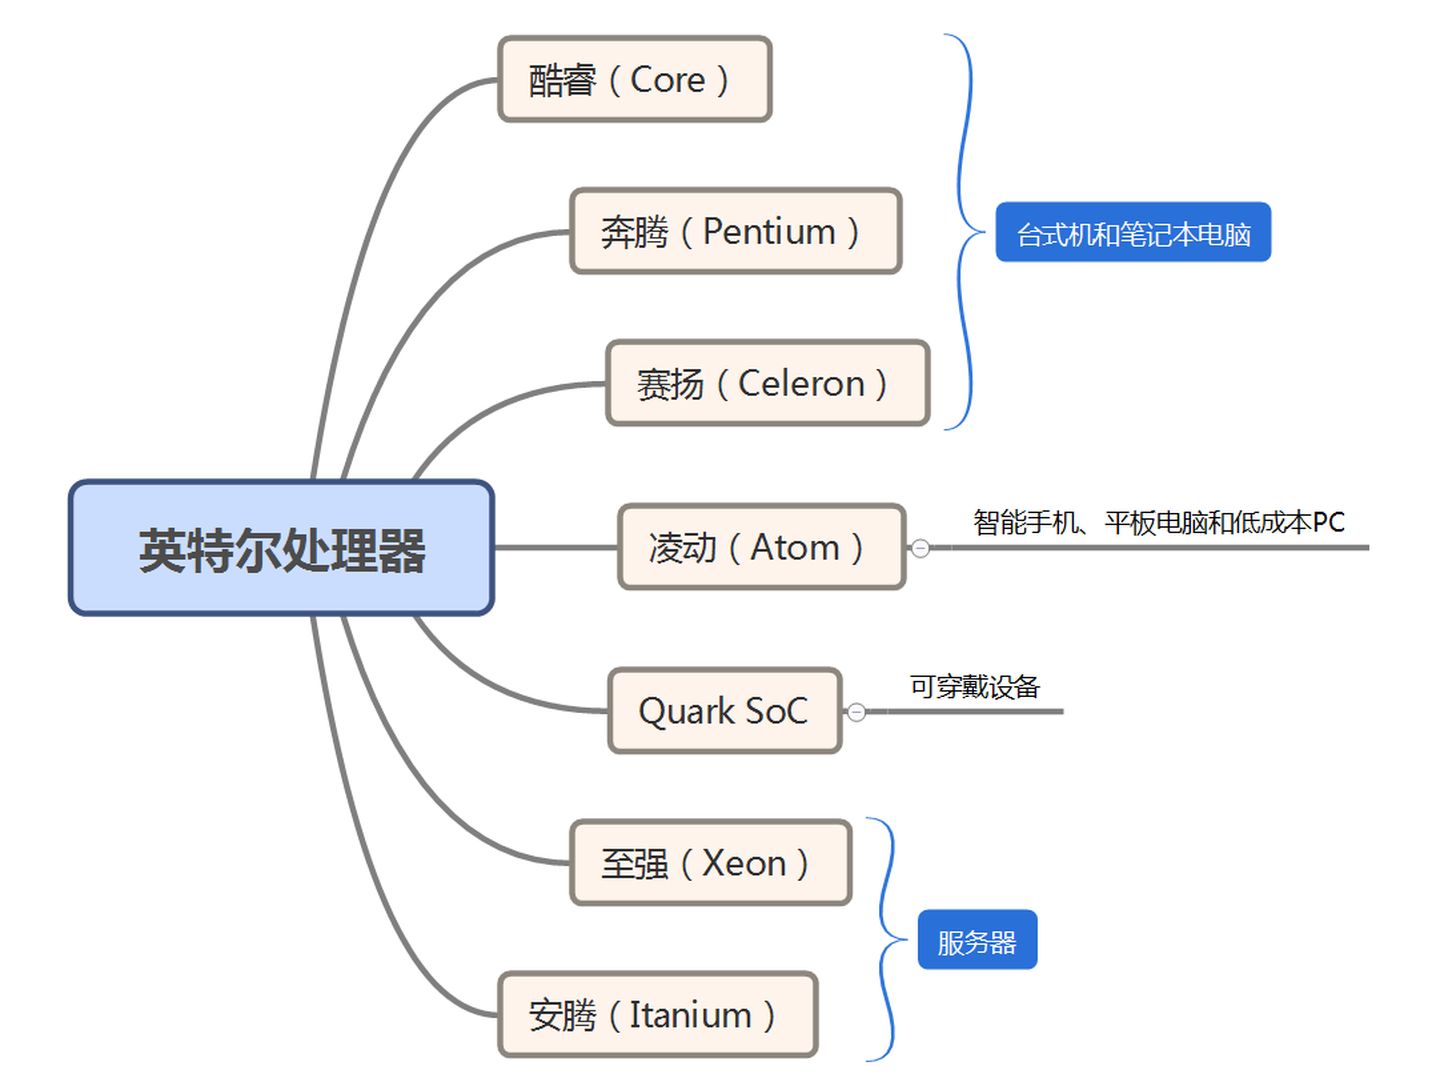 酷睿（Core）
奔腾（Pentium）
台式机和笔记本电脑
赛扬（Celeron）
英特尔处理器
凌动（Atom）
智能手机、平板电脑和低成本PC
Quark SoC
可穿戴设备
至强（Xeon）
服务器
安腾（Itanium）